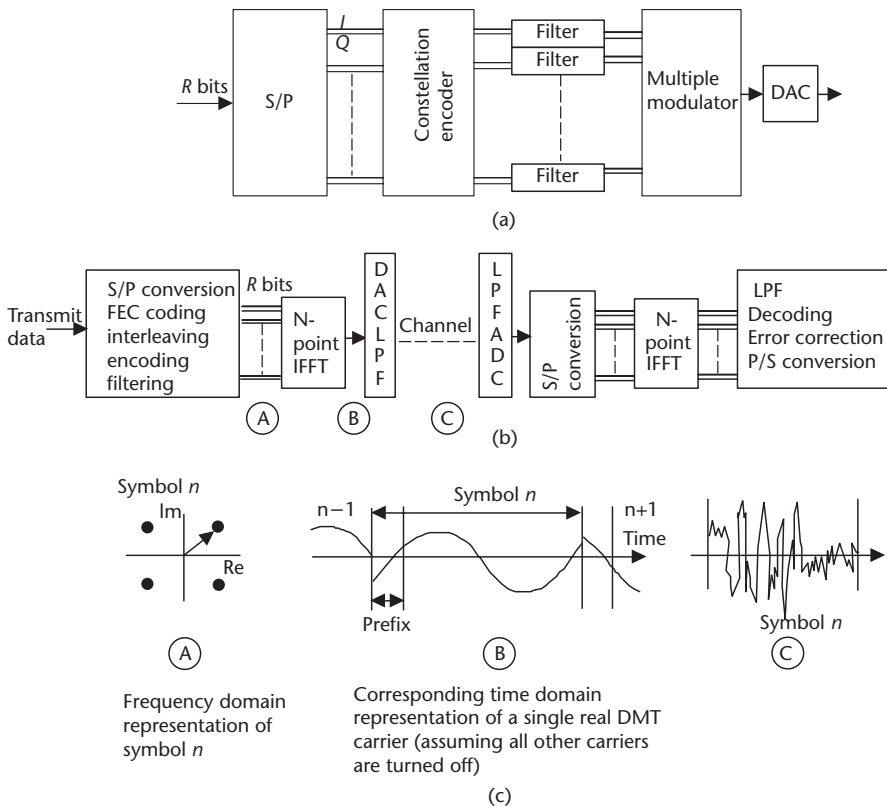 R bits
S/P
I
Q
Constellation
encoder
Filter
Filter
Filter
Multiple
modulator
DAC
(a)
Transmit
data
S/P conversion
FEC coding
interleaving
encoding
filtering
R bits
N-
point
IFFT
D
A
C
L
P
F
Channel
L
P
F
A
D
C
S/P
conversion
N-
point
IFFT
LPF
Decoding
Error correction
P/S conversion
A
B
C
(b)
Symbol n
Im
Re
A
Frequency domain
representation of
symbol n
n−1
Symbol n
n+1
Time
Prefix
B
Corresponding time domain
representation of a single real DMT
carrier (assuming all other carriers
are turned off)
Symbol n
C
(c)